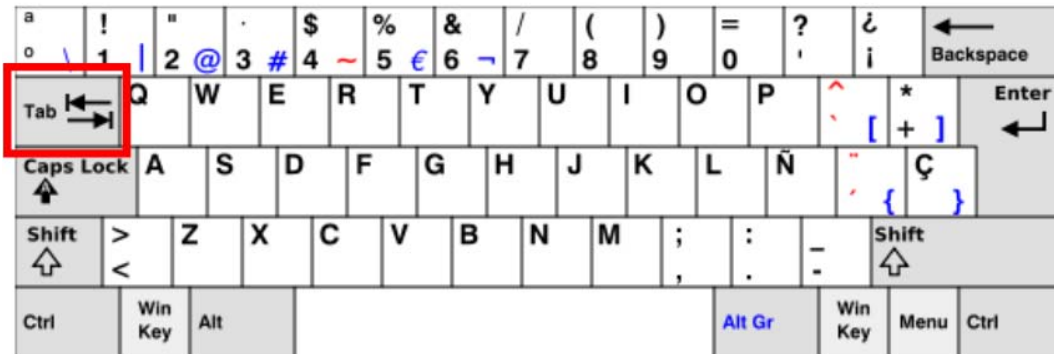 a ! " · $ % & / ( ) = ? ¿
º \ 1 | 2 @ 3 # 4 ~ 5 € 6 ¬ 7 8 9 0 ' ¡ Backspace
Tab Q W E R T Y U I O P ^ ` [ * + ] Enter
Caps Lock A S D F G H J K L Ñ ¨ ´ { Ç }
Shift > < Z X C V B N M ; , : . _ - Shift
Ctrl Win Key Alt Alt Gr Win Key Menu Ctrl